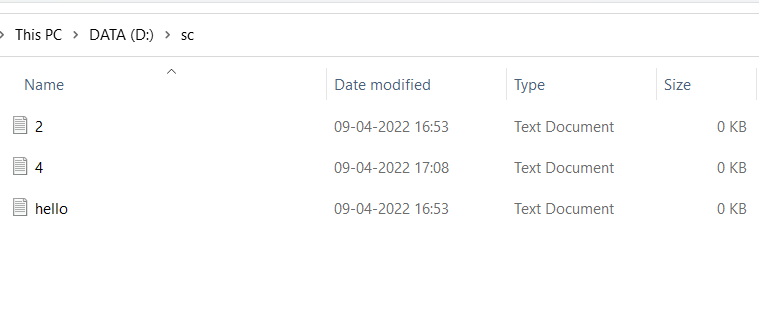 This PC > DATA (D:) > sc
Name Date modified Type Size
2 09-04-2022 16:53 Text Document 0 KB
4 09-04-2022 17:08 Text Document 0 KB
hello 09-04-2022 16:53 Text Document 0 KB